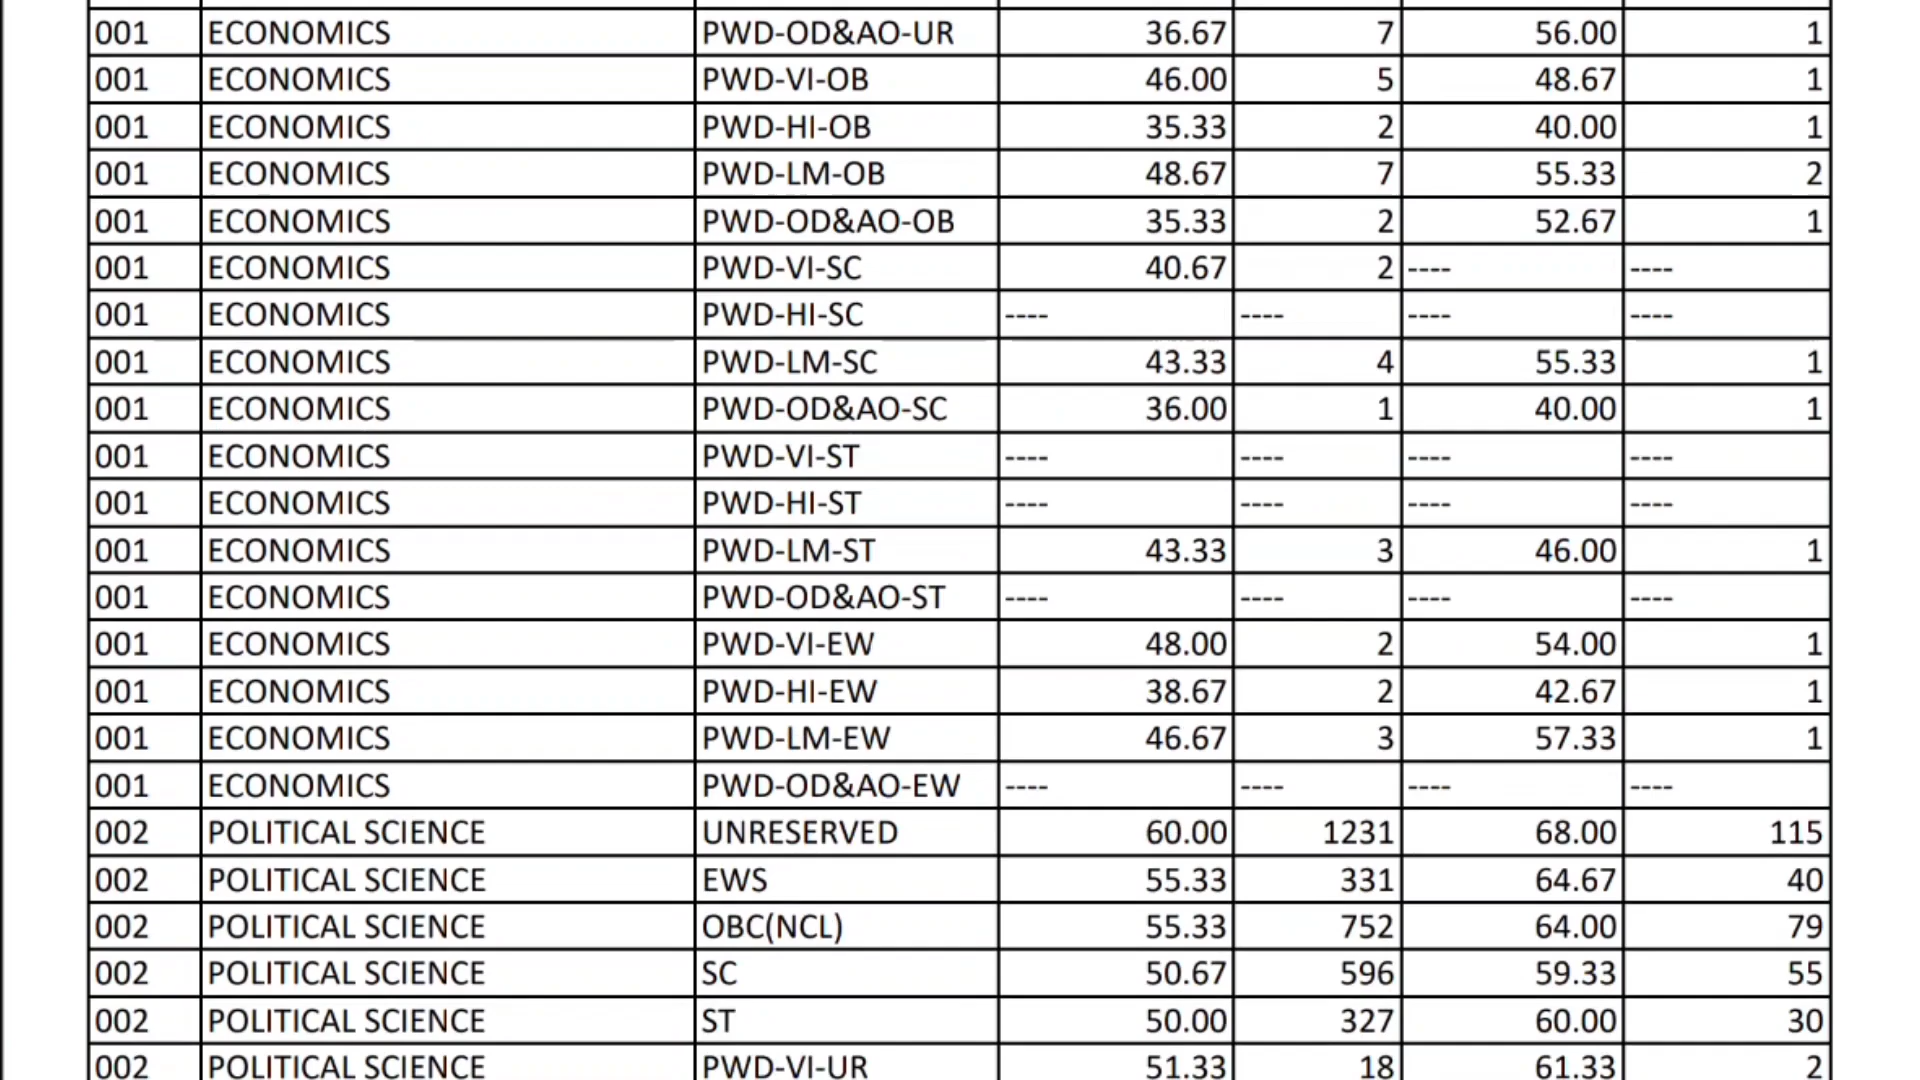 001 ECONOMICS PWD-OD&AO-UR 36.67 7 56.00 1
001 ECONOMICS PWD-VI-OB 46.00 5 48.67 1
001 ECONOMICS PWD-HI-OB 35.33 2 40.00 1
001 ECONOMICS PWD-LM-OB 48.67 7 55.33 2
001 ECONOMICS PWD-OD&AO-OB 35.33 2 52.67 1
001 ECONOMICS PWD-VI-SC 40.67 2 ---- ----
001 ECONOMICS PWD-HI-SC ---- ---- ---- ----
001 ECONOMICS PWD-LM-SC 43.33 4 55.33 1
001 ECONOMICS PWD-OD&AO-SC 36.00 1 40.00 1
001 ECONOMICS PWD-VI-ST ---- ---- ---- ----
001 ECONOMICS PWD-HI-ST ---- ---- ---- ----
001 ECONOMICS PWD-LM-ST 43.33 3 46.00 1
001 ECONOMICS PWD-OD&AO-ST ---- ---- ---- ----
001 ECONOMICS PWD-VI-EW 48.00 2 54.00 1
001 ECONOMICS PWD-HI-EW 38.67 2 42.67 1
001 ECONOMICS PWD-LM-EW 46.67 3 57.33 1
001 ECONOMICS PWD-OD&AO-EW ---- ---- ---- ----
002 POLITICAL SCIENCE UNRESERVED 60.00 1231 68.00 115
002 POLITICAL SCIENCE EWS 55.33 331 64.67 40
002 POLITICAL SCIENCE OBC(NCL) 55.33 752 64.00 79
002 POLITICAL SCIENCE SC 50.67 596 59.33 55
002 POLITICAL SCIENCE ST 50.00 327 60.00 30
002 POLITICAL SCIENCE PWD-VI-UR 51.33 18 61.33 2